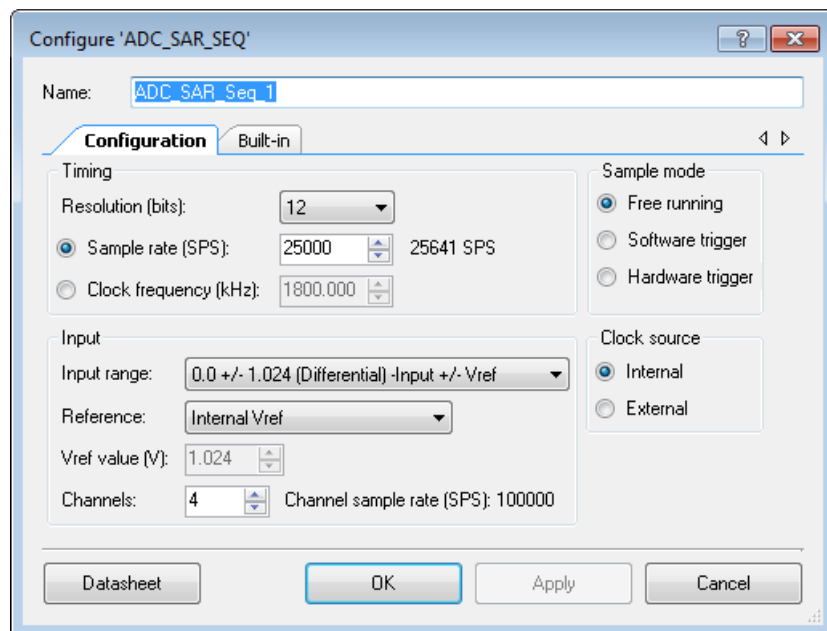 Configure 'ADC_SAR_SEQ'
?
Name: ADC_SAR_Seq_1
Configuration Built-in
Timing
Resolution (bits): 12
Sample rate (SPS): 25000 25641 SPS
Clock frequency (kHz): 1800.000
Sample mode
Free running
Software trigger
Hardware trigger
Input
Input range: 0.0 +/- 1.024 (Differential) -Input +/- Vref
Reference: Internal Vref
Vref value (V): 1.024
Channels: 4 Channel sample rate (SPS): 100000
Clock source
Internal
External
Datasheet OK Apply Cancel